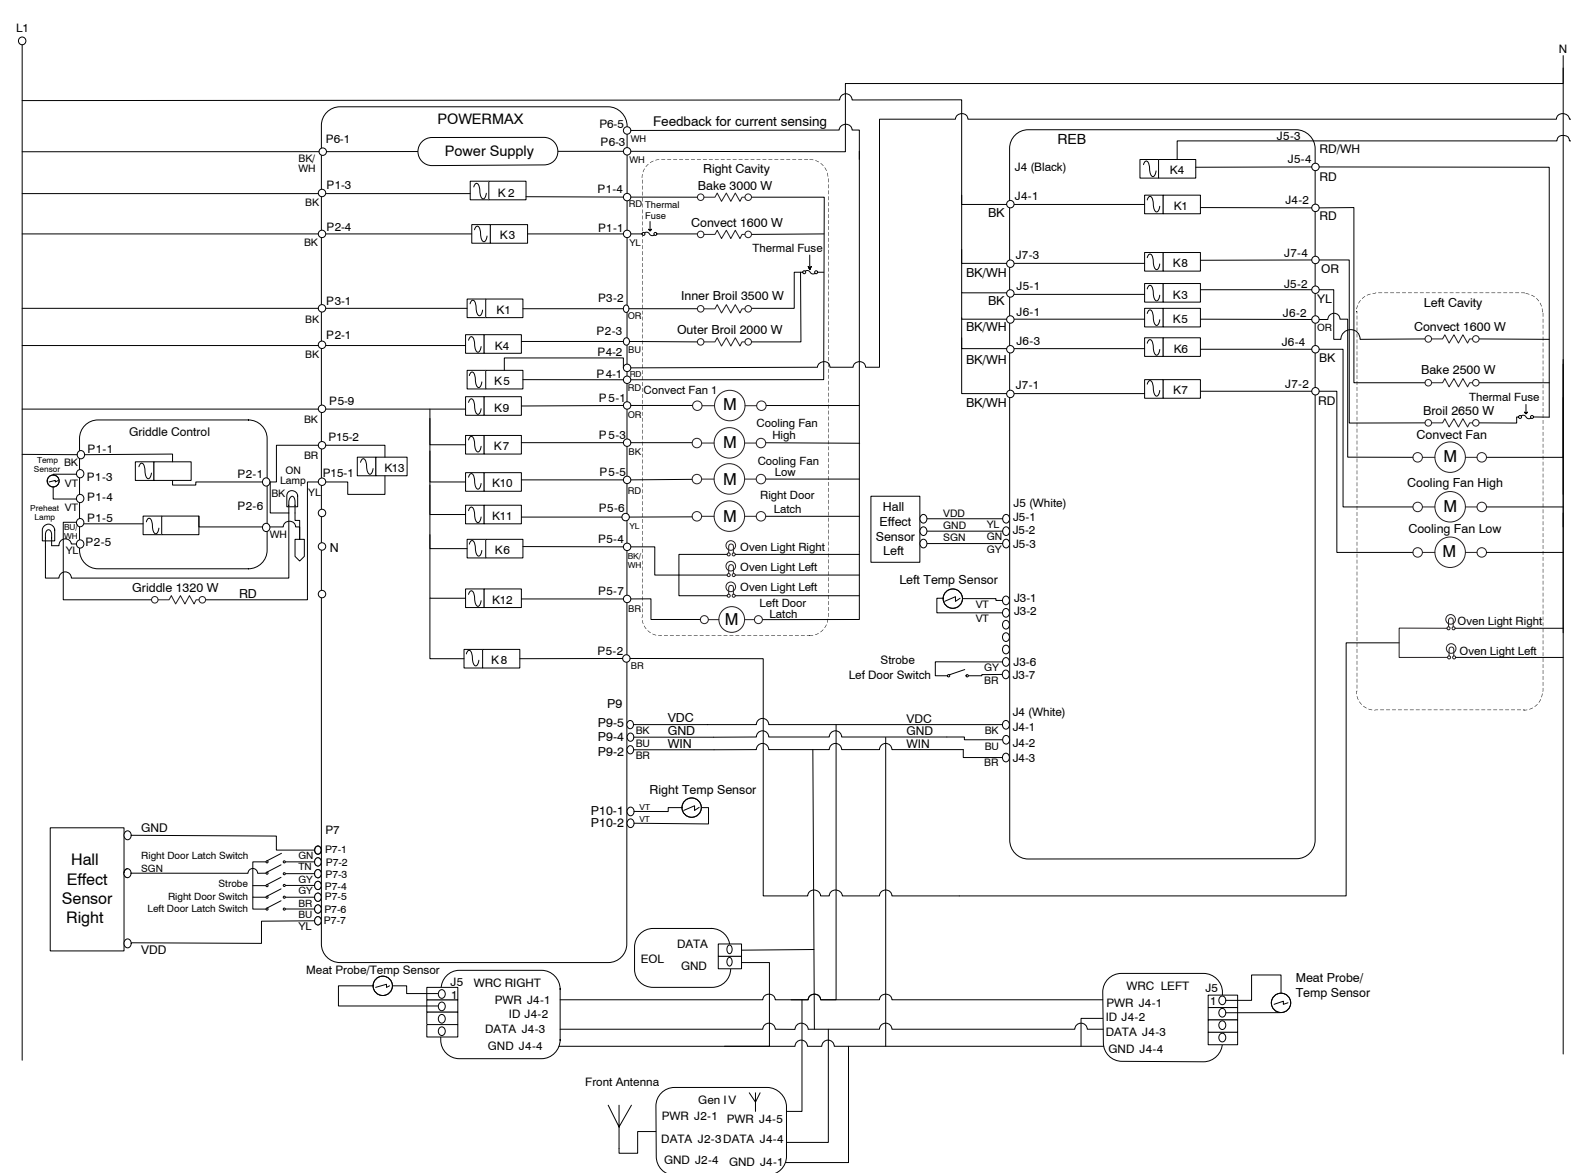 L1
N
POWERMAX
Power Supply
P6-1
BK/
WH
P6-5
WH
P6-3
WH
Feedback for current sensing
P1-3
BK
K2
P1-4
RD
P2-4
BK
K3
P1-1
YL
P3-1
BK
K1
P3-2
OR
P2-1
BK
K4
P2-3
BU
P4-2
RD
K5
P4-1
RD
P5-9
BK
K9
P5-1
OR
K7
P5-3
BK
K10
P5-5
RD
K11
P5-6
YL
K6
P5-4
BK/
WH
K12
P5-7
BR
K8
P5-2
BR
P15-2
BR
P15-1
YL
K13
N
Right Cavity
Bake 3000 W
Thermal
Fuse
Convect 1600W
Thermal Fuse
Inner Broil 3500 W
Outer Broil 2000 W
Convect Fan 1
M
Cooling Fan
High
M
Cooling Fan
Low
M
Right Door
Latch
M
Oven Light Right
Oven Light Left
Oven Light Left
Left Door
Latch
M
Griddle Control
P1-1
BK
Temp
Sensor
P1-3
VT
P1-4
VT
Preheat
Lamp
P1-5
BU/
WH
P2-5
YL
P2-1
ON
Lamp
BK
P2-6
WH
Griddle 1320 W
RD
REB
J5-3
RD/WH
J4 (Black)
K4
J5-4
RD
J4-1
BK
K1
J4-2
RD
J7-3
BK/WH
K8
J7-4
OR
J5-1
BK
K3
J5-2
YL
J6-1
BK/WH
K5
J6-2
OR
J6-3
BK/WH
K6
J6-4
BK
J7-1
BK/WH
K7
J7-2
RD
Left Cavity
Convect 1600 W
Bake 2500 W
Thermal Fuse
Broil 2650 W
Convect Fan
M
Cooling Fan High
M
Cooling Fan Low
M
Oven Light Right
Oven Light Left
Hall
Effect
Sensor
Left
VDD
GND
SGN
YL
GN
GY
J5 (White)
J5-1
J5-2
J5-3
Left Temp Sensor
VT
VT
J3-1
J3-2
Strobe
Lef Door Switch
GY
BR
J3-6
J3-7
P9
P9-5
BK
VDC
VDC
P9-4
BU
GND
GND
P9-2
BR
WIN
WIN
J4 (White)
BK
J4-1
BU
J4-2
BR
J4-3
Right Temp Sensor
P10-1
VT
P10-2
VT
Hall
Effect
Sensor
Right
GND
SGN
VDD
Right Door Latch Switch
Strobe
Right Door Switch
Left Door Latch Switch
P7
P7-1
GN
P7-2
TN
P7-3
GY
P7-4
GY
P7-5
BR
P7-6
BU
P7-7
YL
EOL
DATA
GND
Meat Probe/Temp Sensor
J5
1
WRC RIGHT
PWR J4-1
ID J4-2
DATA J4-3
GND J4-4
WRC LEFT
J5
1
PWR J4-1
ID J4-2
DATA J4-3
GND J4-4
Meat Probe/
Temp Sensor
Front Antenna
Gen IV
PWR J2-1 PWR J4-5
DATA J2-3 DATA J4-4
GND J2-4 GND J4-1